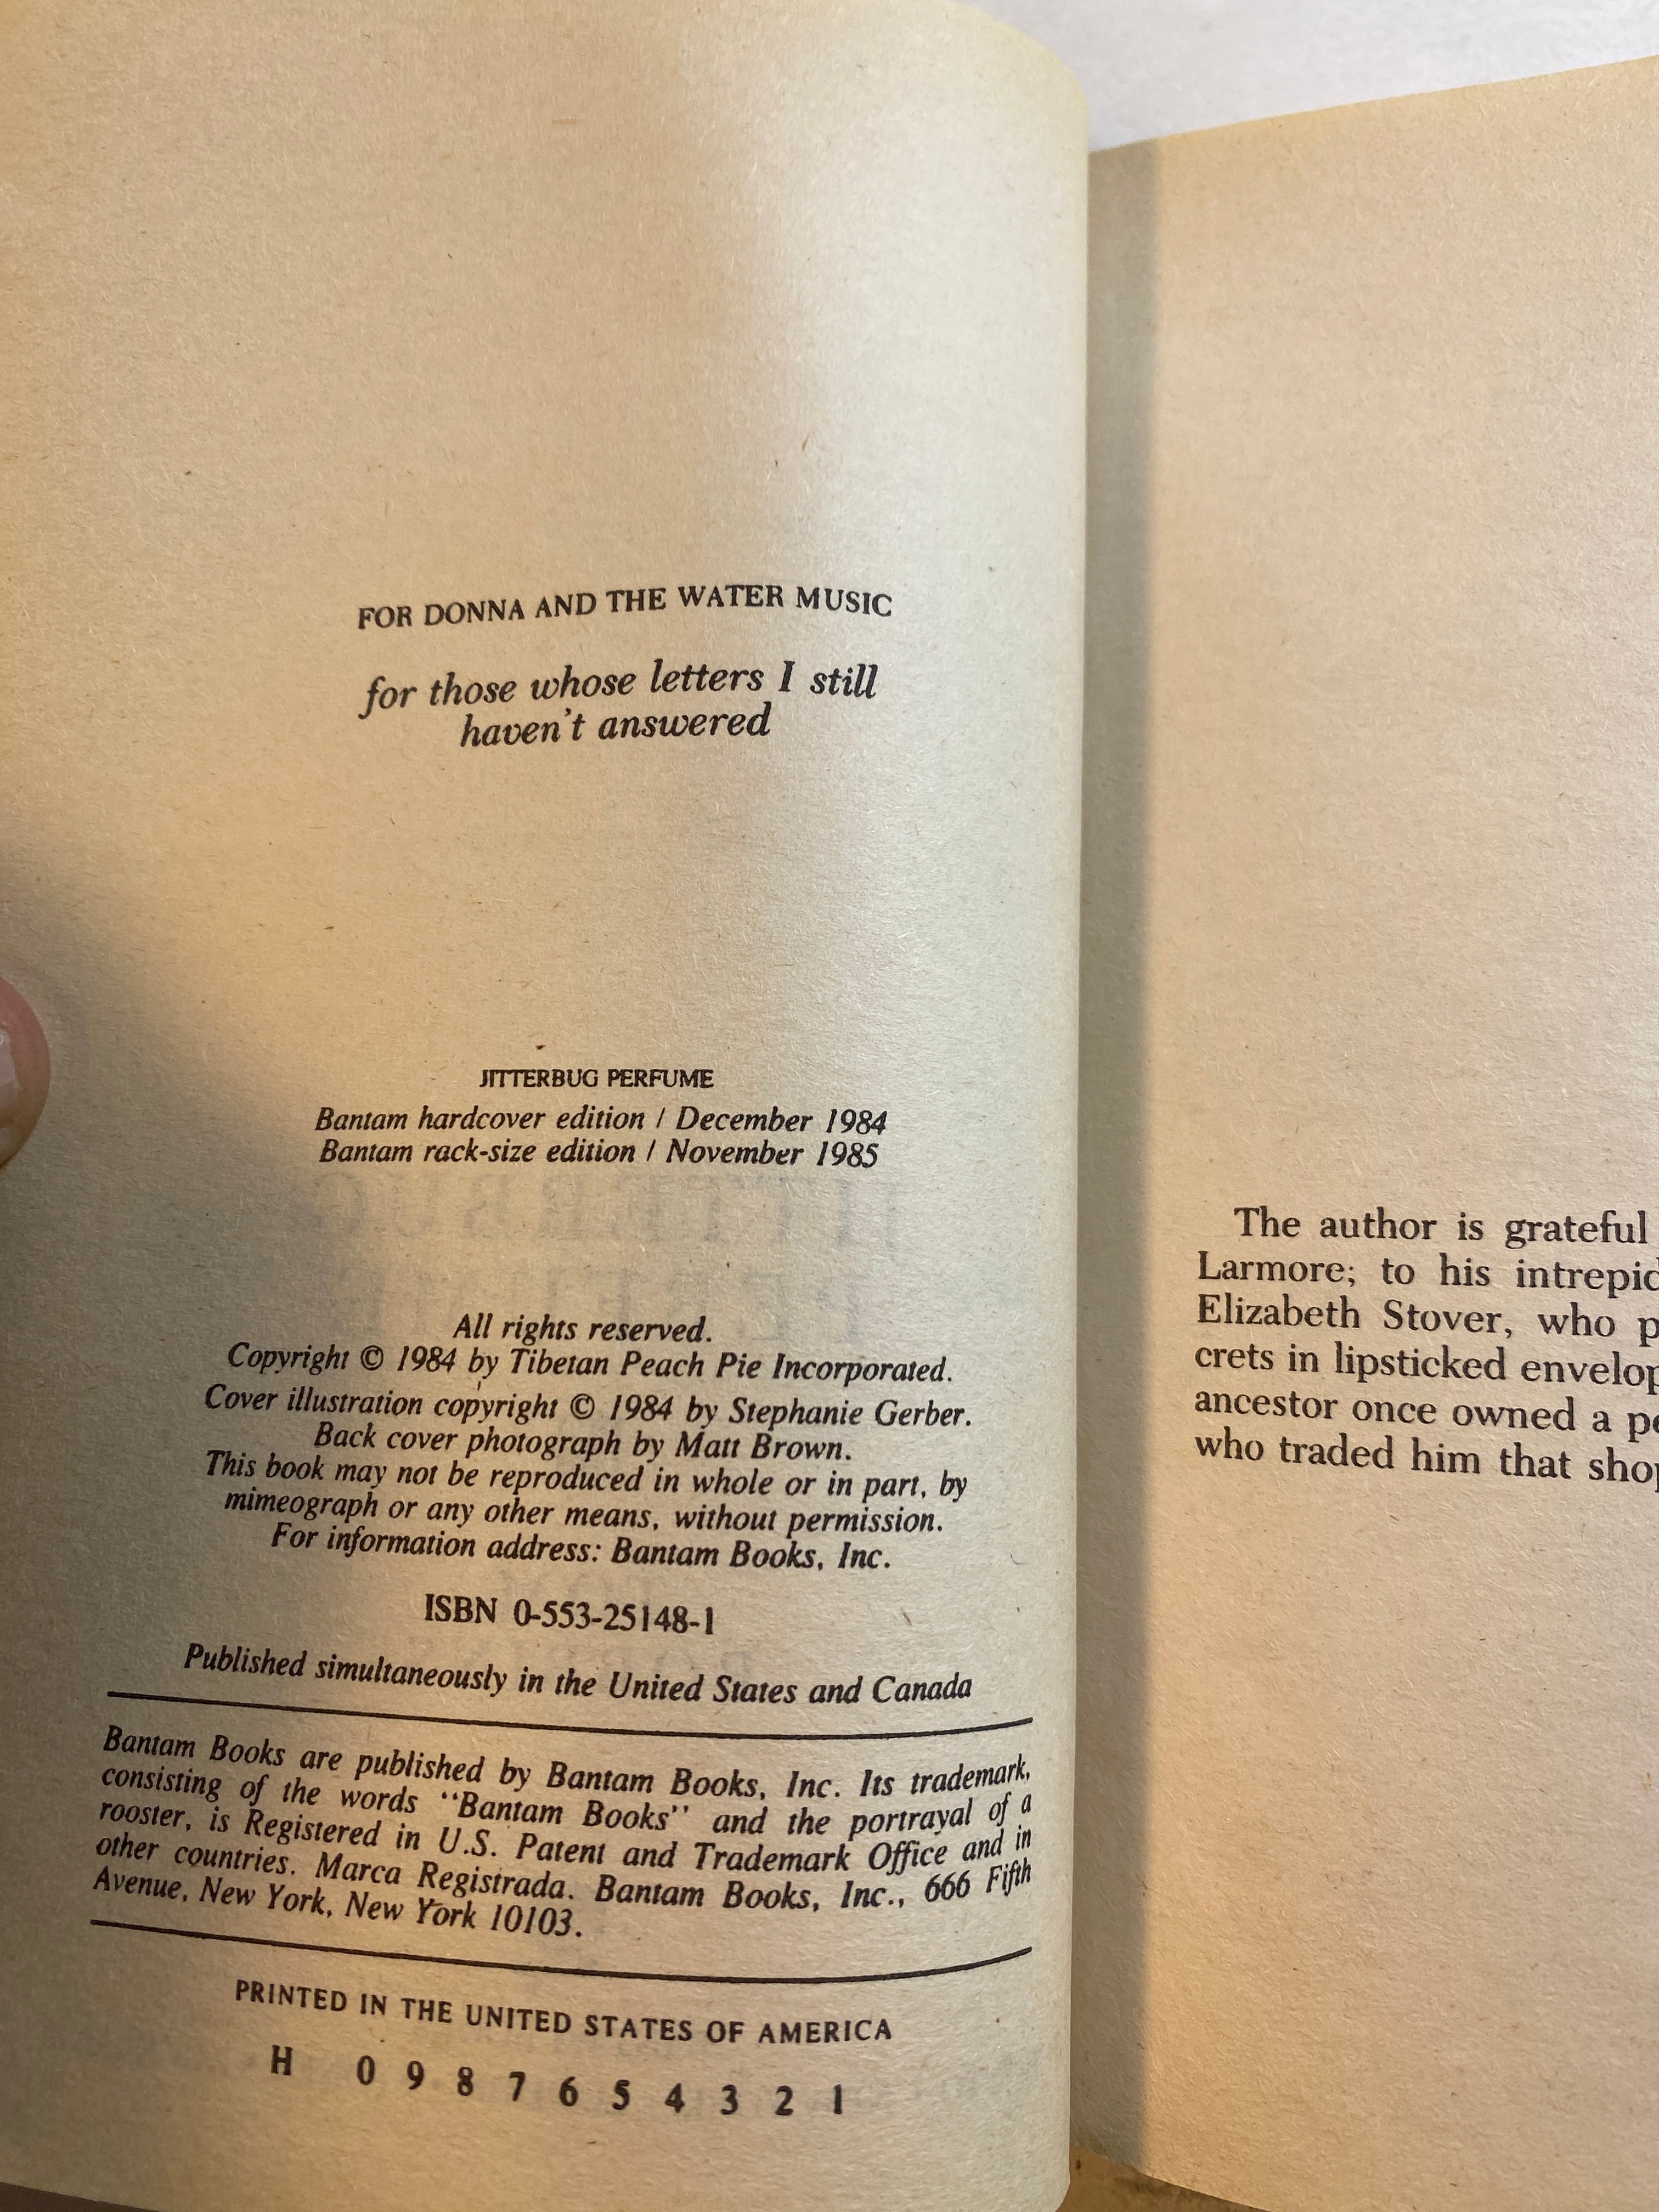 FOR DONNA AND THE WATER MUSIC
for those whose letters I still
haven't answered
JITTERBUG PERFUME
Bantam hardcover edition / December 1984
Bantam rack-size edition / November 1985
All rights reserved.
Copyright © 1984 by Tibetan Peach Pie Incorporated.
Cover illustration copyright © 1984 by Stephanie Gerber.
Back cover photograph by Matt Brown.
This book may not be reproduced in whole or in part, by
mimeograph or any other means, without permission.
For information address: Bantam Books, Inc.
ISBN 0-553-25148-1
Published simultaneously in the United States and Canada
Bantam Books are published by Bantam Books, Inc. Its trademark,
consisting of the words "Bantam Books" and the portrayal of a
rooster, is Registered in U.S. Patent and Trademark Office and in
other countries. Marca Registrada. Bantam Books, Inc., 666 Fifth
Avenue, New York, New York 10103.
PRINTED IN THE UNITED STATES OF AMERICA
H 0 9 8 7 6 5 4 3 2 1
The author is grateful
Larmore; to his intrepid
Elizabeth Stover, who p
crets in lipsticked envelop
ancestor once owned a pe
who traded him that shop